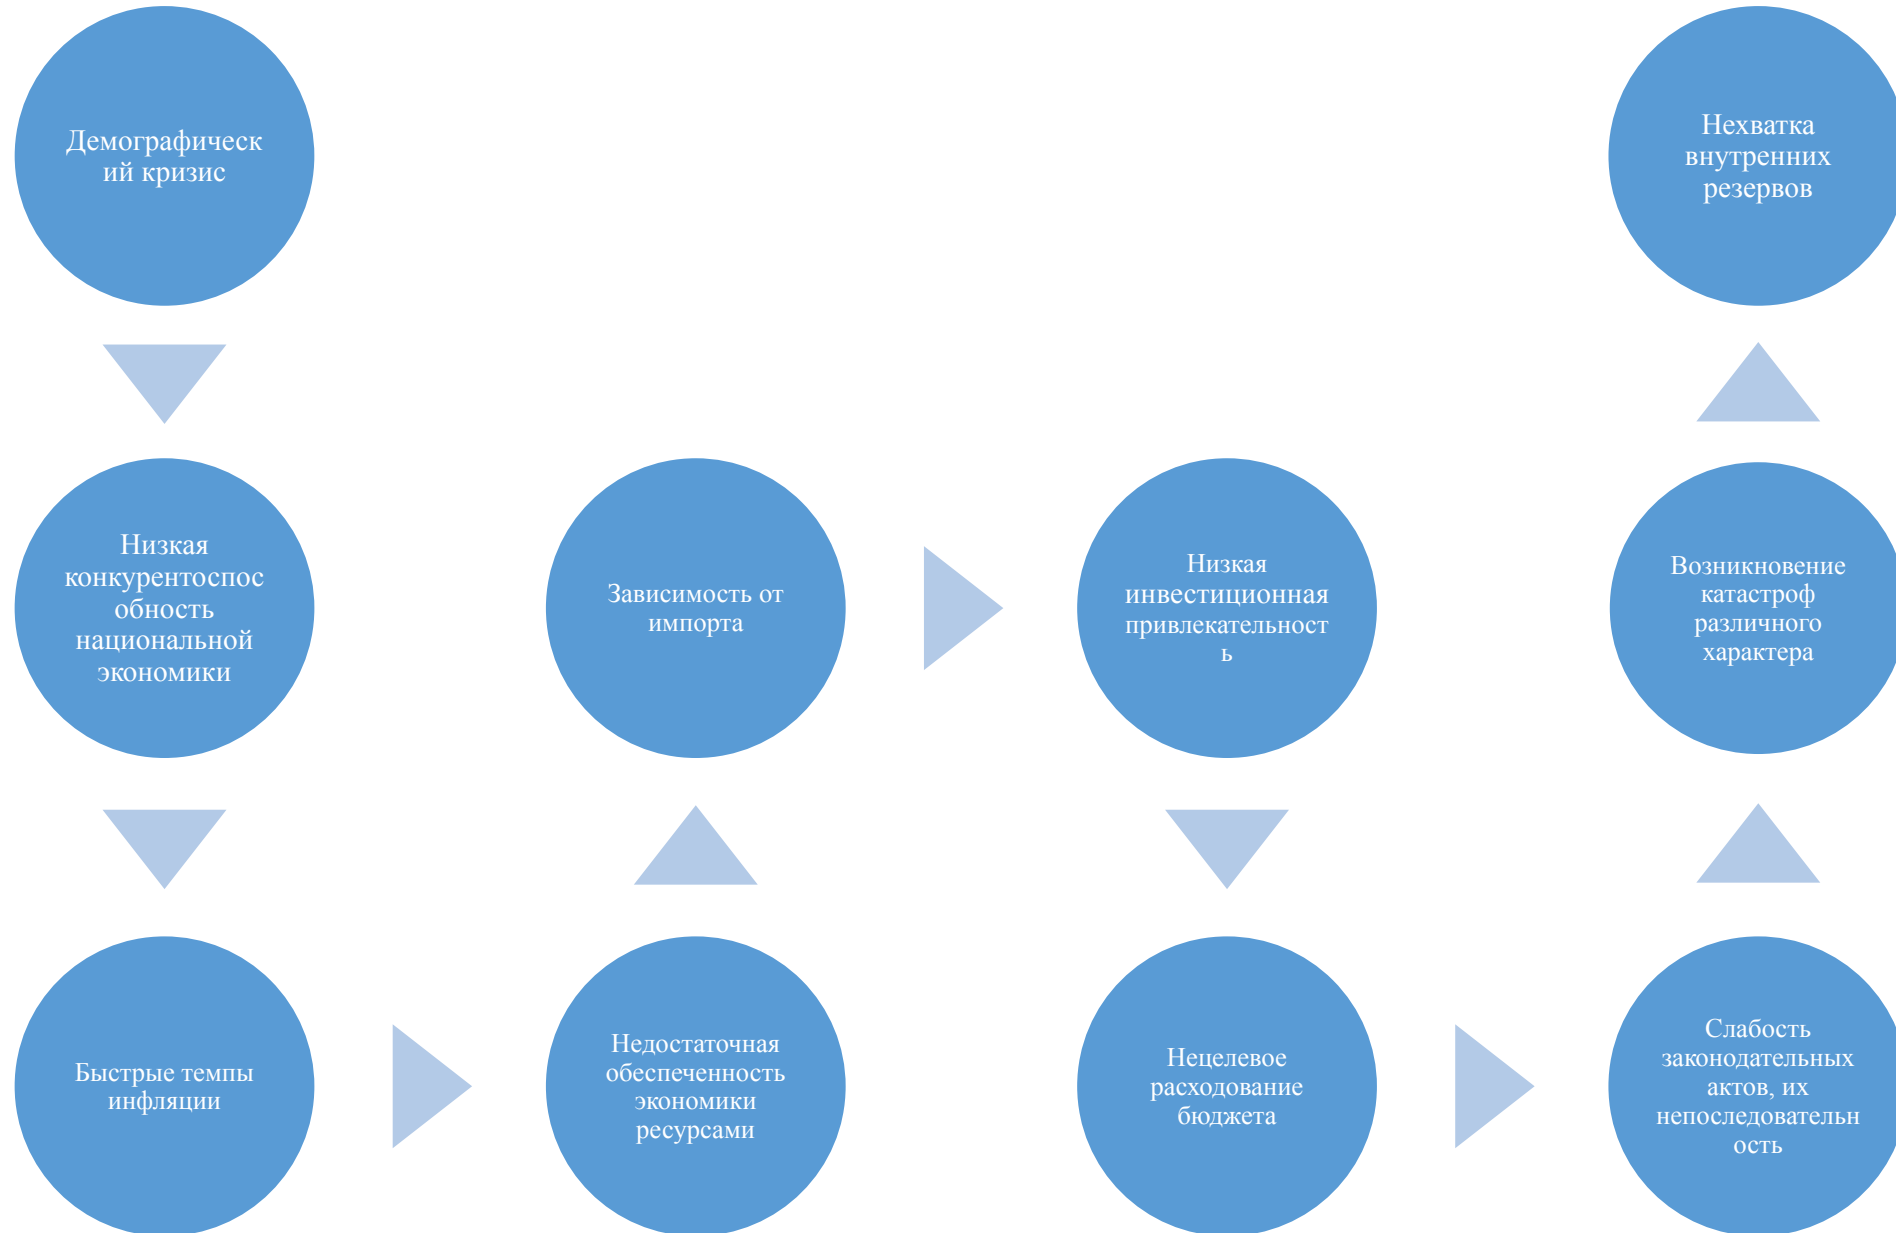 Демографическ
ий кризис
Низкая
конкурентоспос
обность
национальной
экономики
Быстрые темпы
инфляции
Недостаточная
обеспеченность
экономики
ресурсами
Зависимость от
импорта
Низкая
инвестиционная
привлекательност
ь
Нецелевое
расходование
бюджета
Слабость
законодательных
актов, их
непоследовательн
ость
Возникновение
катастроф
различного
характера
Нехватка
внутренних
резервов